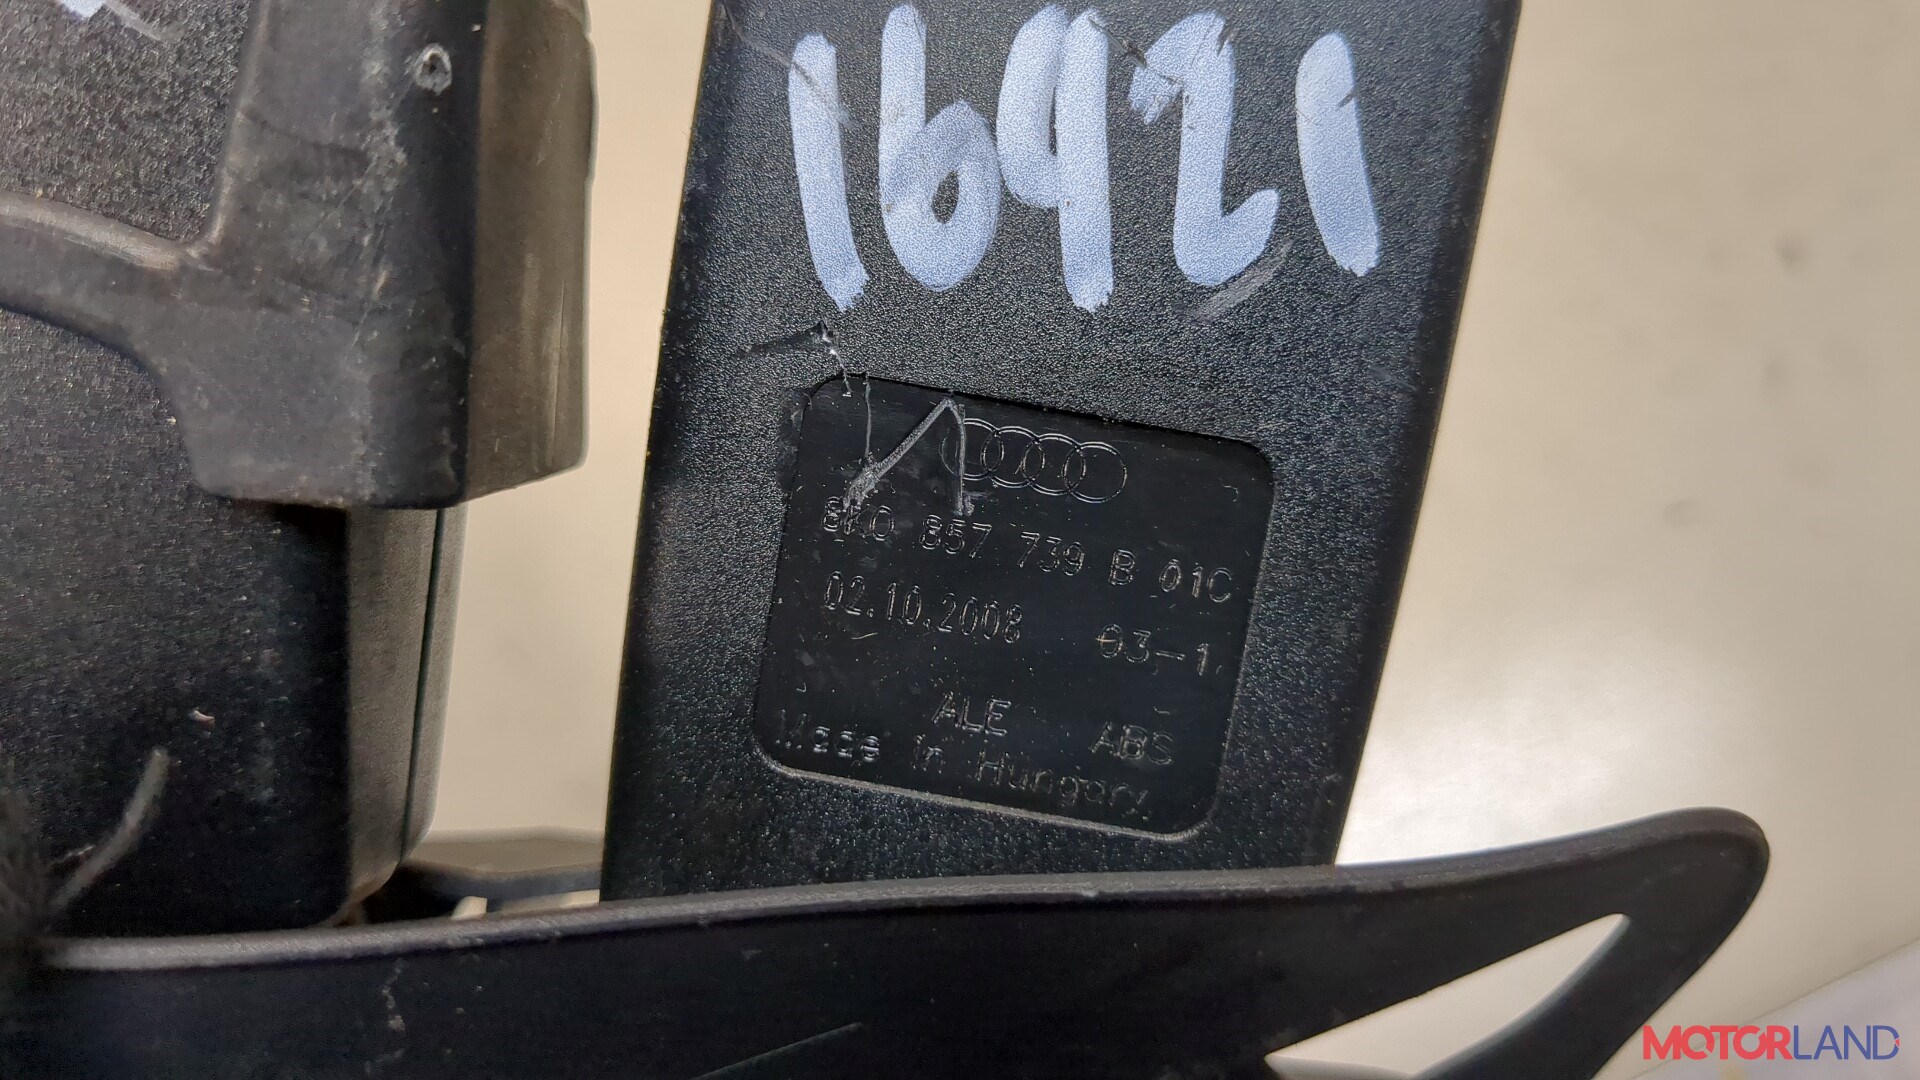 16921
8K0 857 739 B 01C
02.10.2008 03-1
ALE ABS
Made in Hungary
MOTORLAND